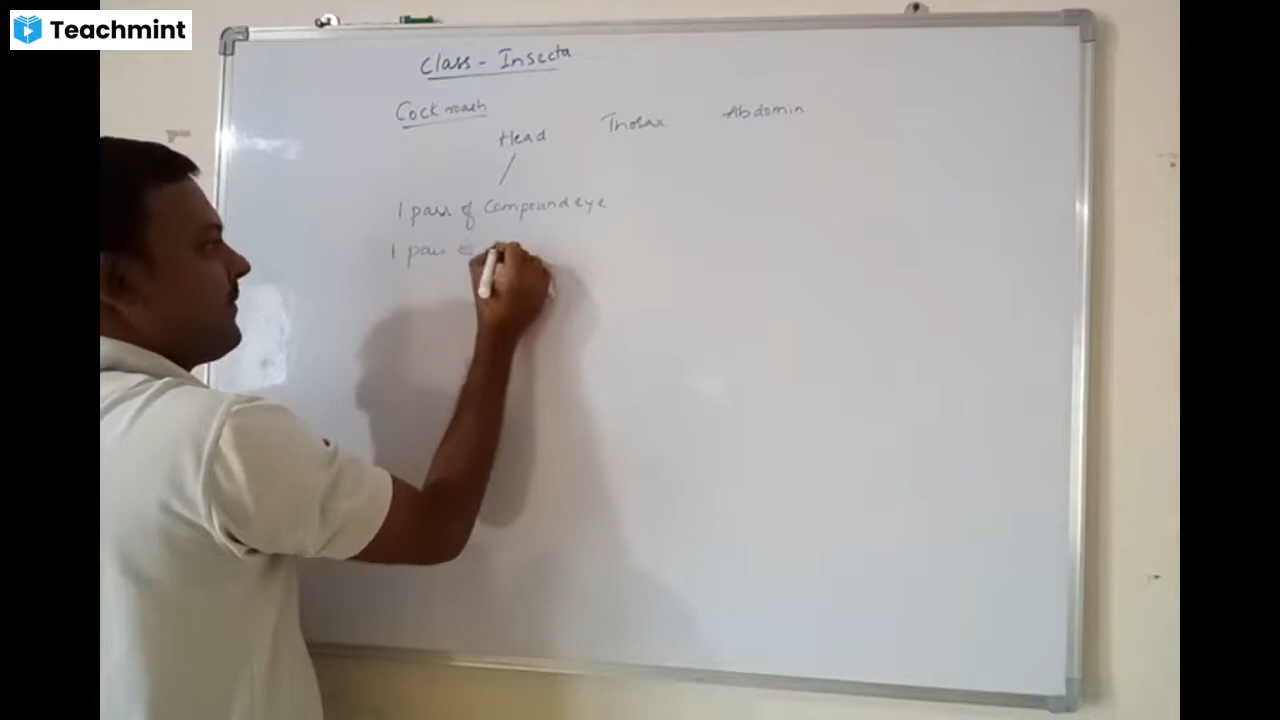 Teachmint
Class - Insecta
Cockroach
Head Thorax Abdomin
1 pair of Compound eye
1 pair